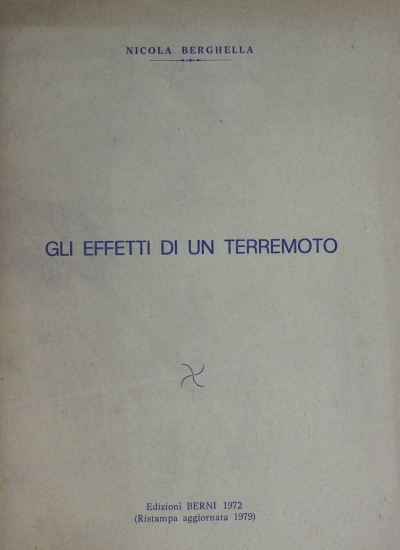 NICOLA BERGHELLA
GLI EFFETTI DI UN TERREMOTO
Edizioni BERNI 1972
(Ristampa aggiornata 1979)